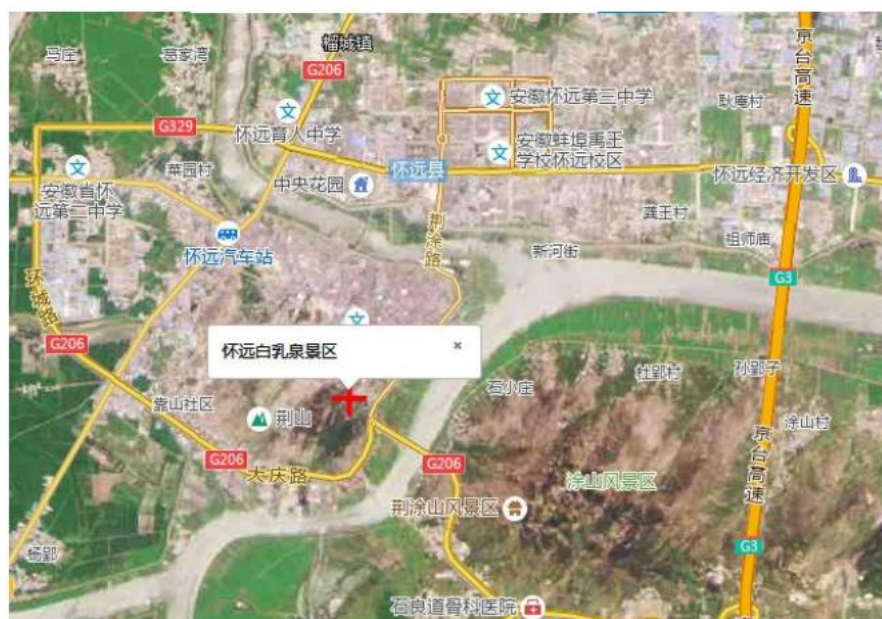 马庄
葛家湾
榴城镇
G206
京台高速
安徽怀远第三中学
耿庵村
G329
怀远育人中学
安徽蚌埠禹王
学校怀远校区
菜园村
怀远县
怀远经济开发区
安徽省怀
远第二中学
中央花园
龚王村
荆涂路
祖师庙
新河街
怀远汽车站
G3
环城路
G206
怀远白乳泉景区
×
石小庄
杜郢村
孙郢子
靠山社区
荆山
涂山村
京台高速
G206
大庆路
G206
涂山风景区
荆涂山风景区
杨郢
G3
石良道骨科医院